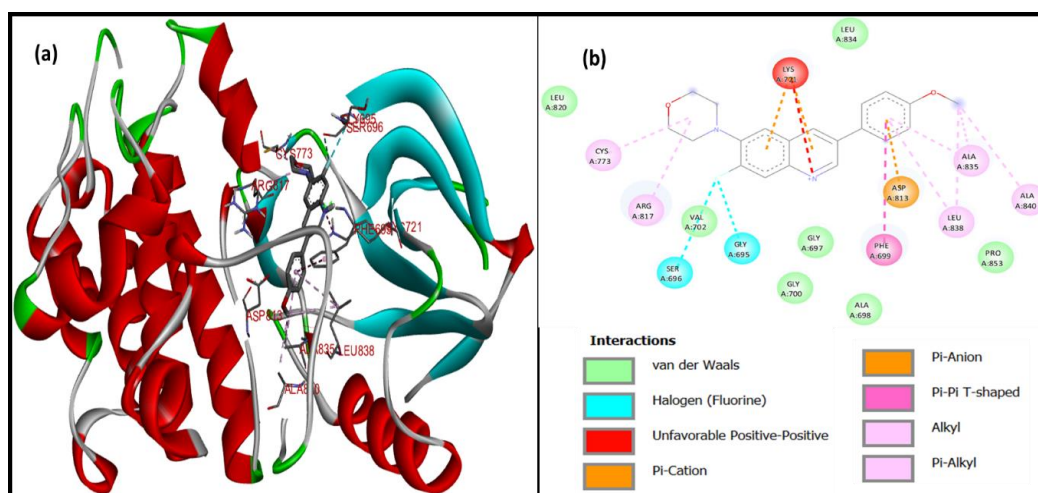 (a)
SER696
CYS773
ARG817
PHE699
ASP813
LEU838
(b)
LEU
A:834
LYS
A:721
LEU
A:820
O
N
O
CYS
A:773
ALA
A:835
ASP
A:813
ARG
A:817
VAL
A:702
GLY
A:695
ALA
A:840
LEU
A:838
SER
A:696
GLY
A:697
PHE
A:699
PRO
A:853
GLY
A:700
ALA
A:698
Interactions
van der Waals
Halogen (Fluorine)
Unfavorable Positive-Positive
Pi-Cation
Pi-Anion
Pi-Pi T-shaped
Alkyl
Pi-Alkyl